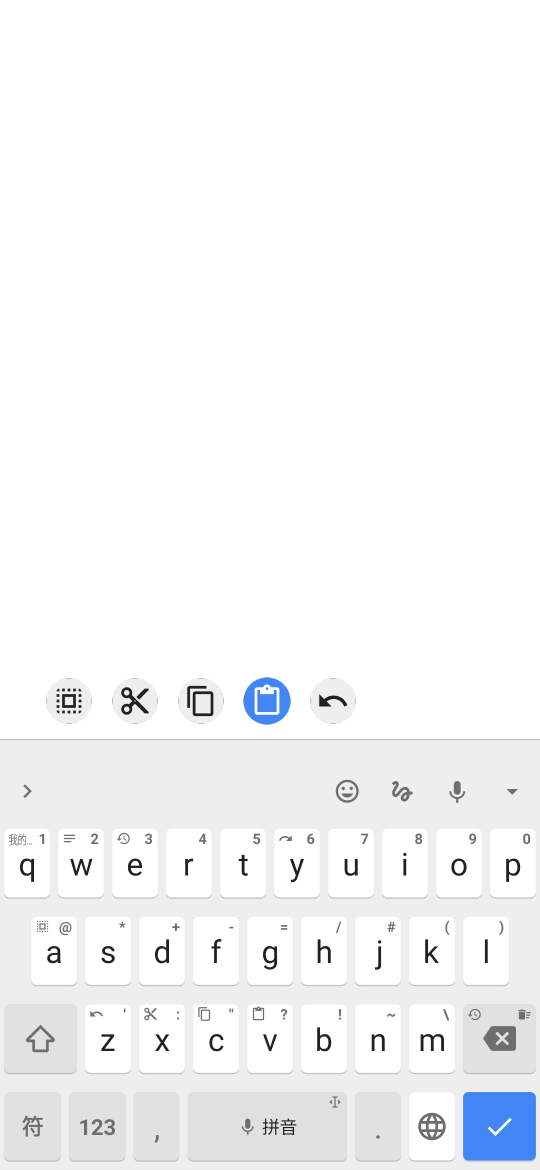 我的… 1 2 3 4 5 6 7 8 9 0
q w e r t y u i o p
@ * + - = / # ( )
a s d f g h j k l
' : " ? ! ~ \
z x c v b n m
符 123 , 拼音 .